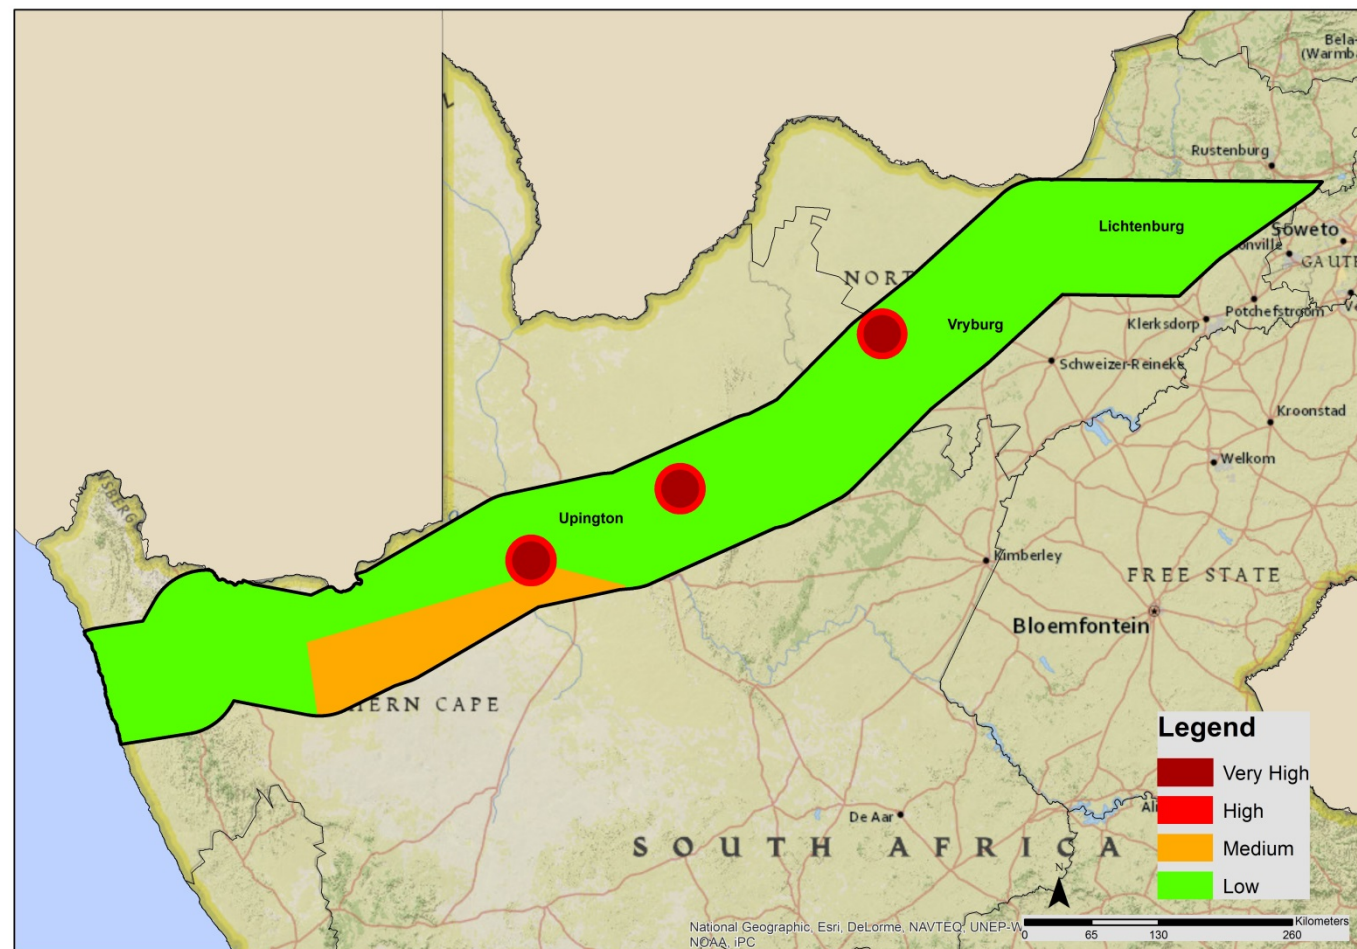 Bela-
(Warmba
Rustenburg
Lichtenburg
Soweto
onville
GAUTE
NORT
Potchefstroom
Klerksdorp
Vryburg
Schweizer-Reineke
Kroonstad
Welkom
Upington
Kimberley
FREE STATE
Bloemfontein
HERN CAPE
De Aar
SOUTH AFRICA
Legend
Very High
High
Medium
Low
N
Kilometers
0 65 130 260
National Geographic, Esri, DeLorme, NAVTEQ, UNEP-W
NOAA, iPC